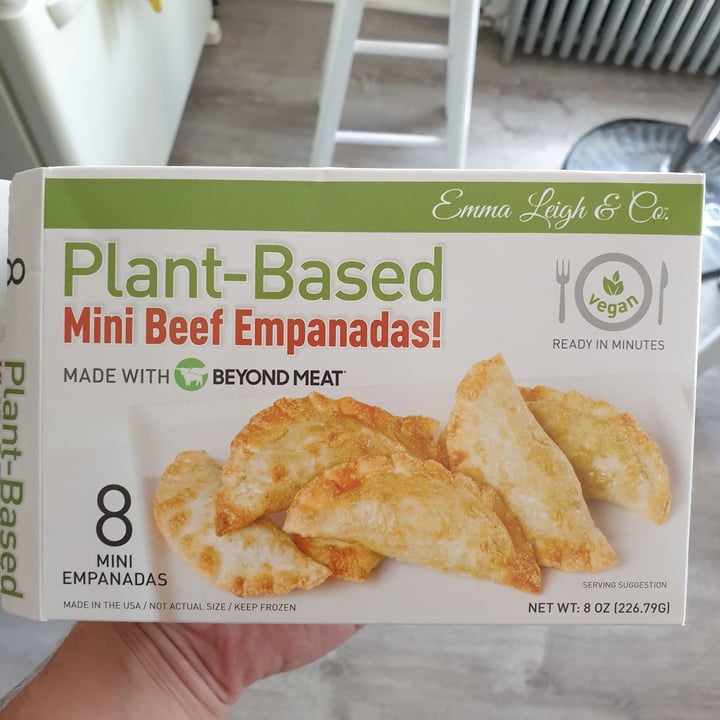 Emma Leigh & Co.
Plant-Based
Mini Beef Empanadas!
MADE WITH BEYOND MEAT
vegan
READY IN MINUTES
8
MINI
EMPANADAS
SERVING SUGGESTION
MADE IN THE USA / NOT ACTUAL SIZE / KEEP FROZEN
NET WT: 8 OZ (226.79G)
8
Plant-Based